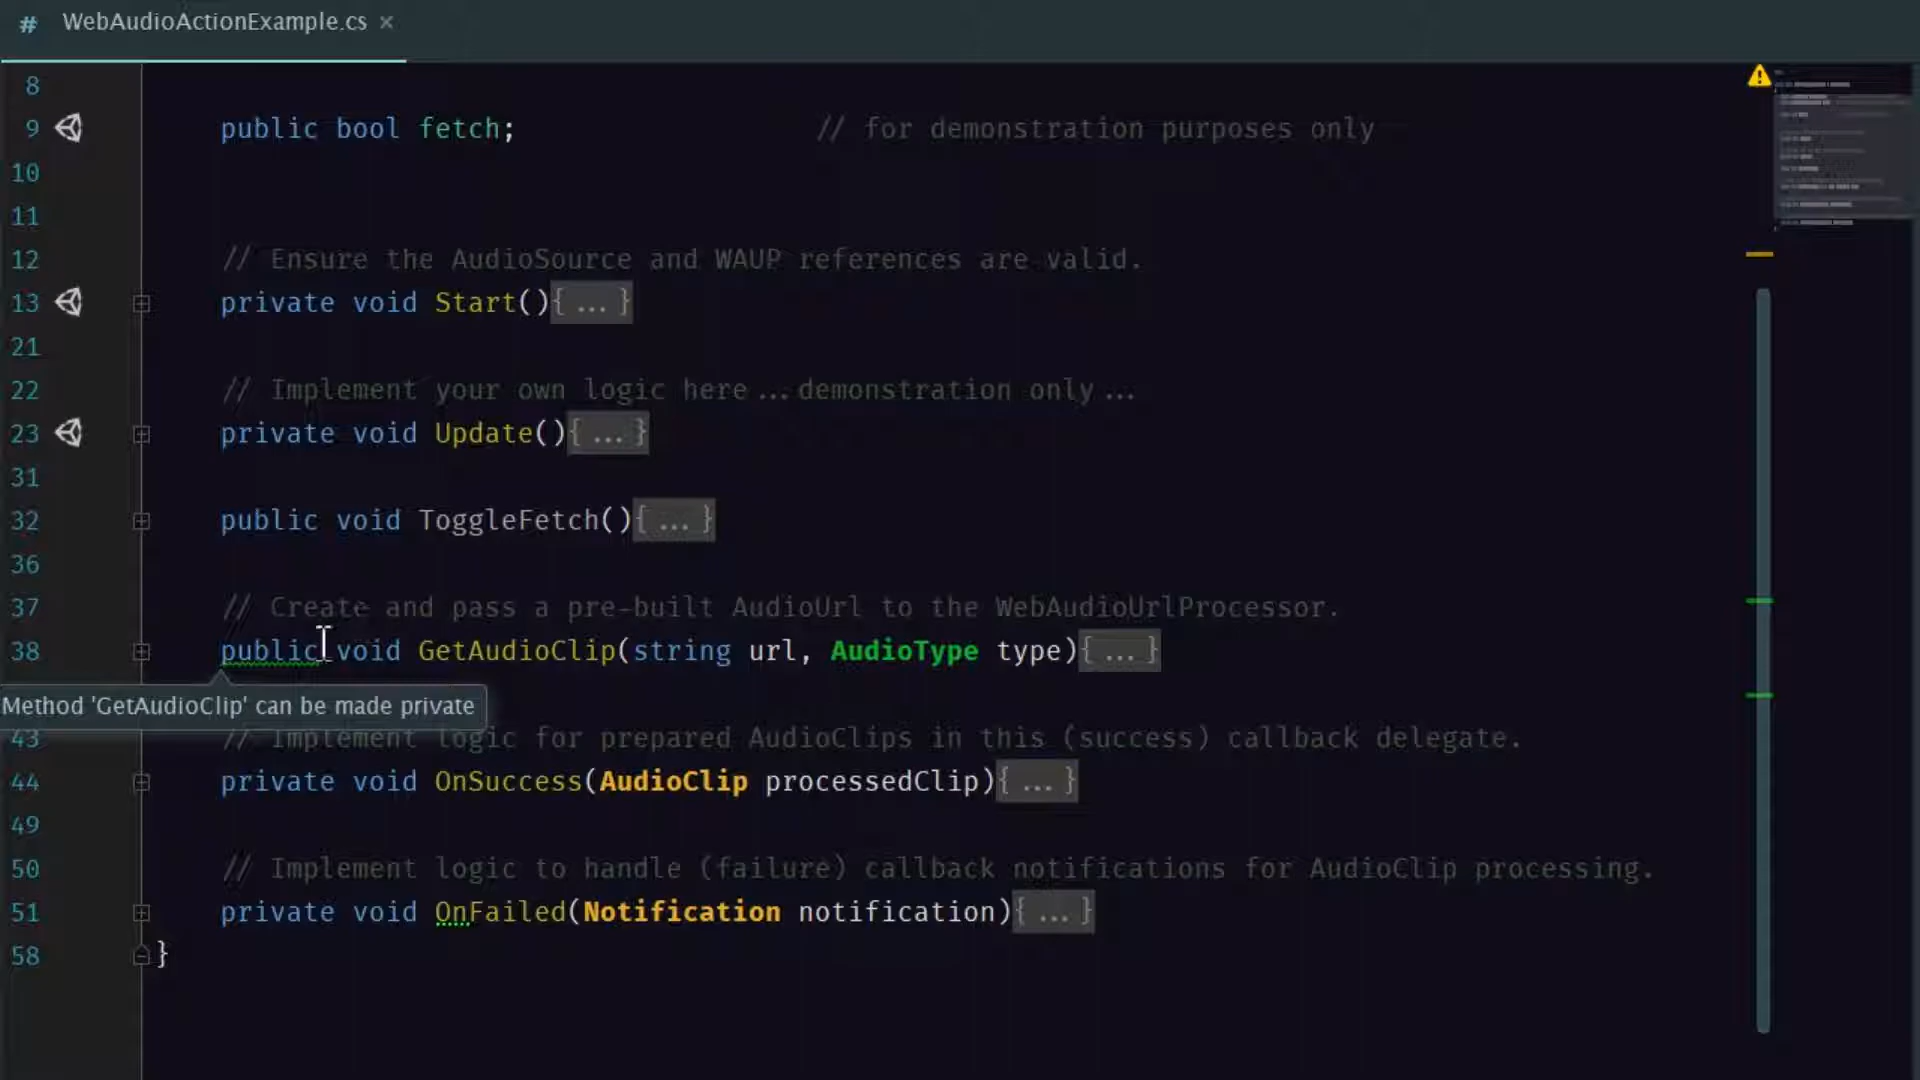 # WebAudioActionExample.cs ×
8
9 public bool fetch; // for demonstration purposes only
10
11
12 // Ensure the AudioSource and WAUP references are valid.
13 private void Start(){ ... }
21
22 // Implement your own logic here ... demonstration only ...
23 private void Update(){ ... }
31
32 public void ToggleFetch(){ ... }
36
37 // Create and pass a pre-built AudioUrl to the WebAudioUrlProcessor.
38 public void GetAudioClip(string url, AudioType type){ ... }
Method 'GetAudioClip' can be made private
43 // Implement logic for prepared AudioClips in this (success) callback delegate.
44 private void OnSuccess(AudioClip processedClip){ ... }
49
50 // Implement logic to handle (failure) callback notifications for AudioClip processing.
51 private void OnFailed(Notification notification){ ... }
58 }